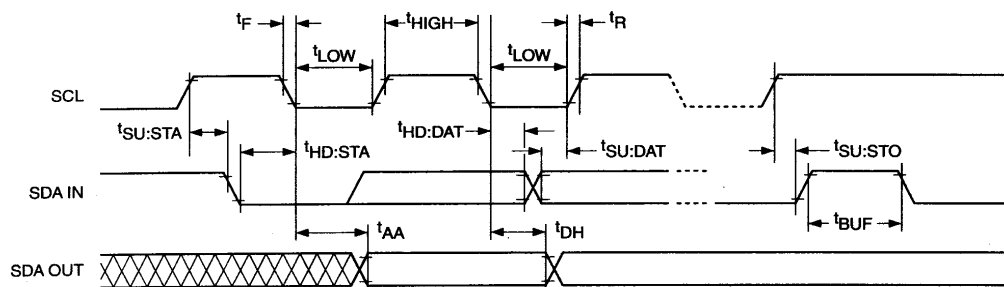 tF
tHIGH
tR
tLOW
tLOW
SCL
tSU:STA
tHD:STA
tHD:DAT
tSU:DAT
tSU:STO
SDA IN
tBUF
tAA
tDH
SDA OUT